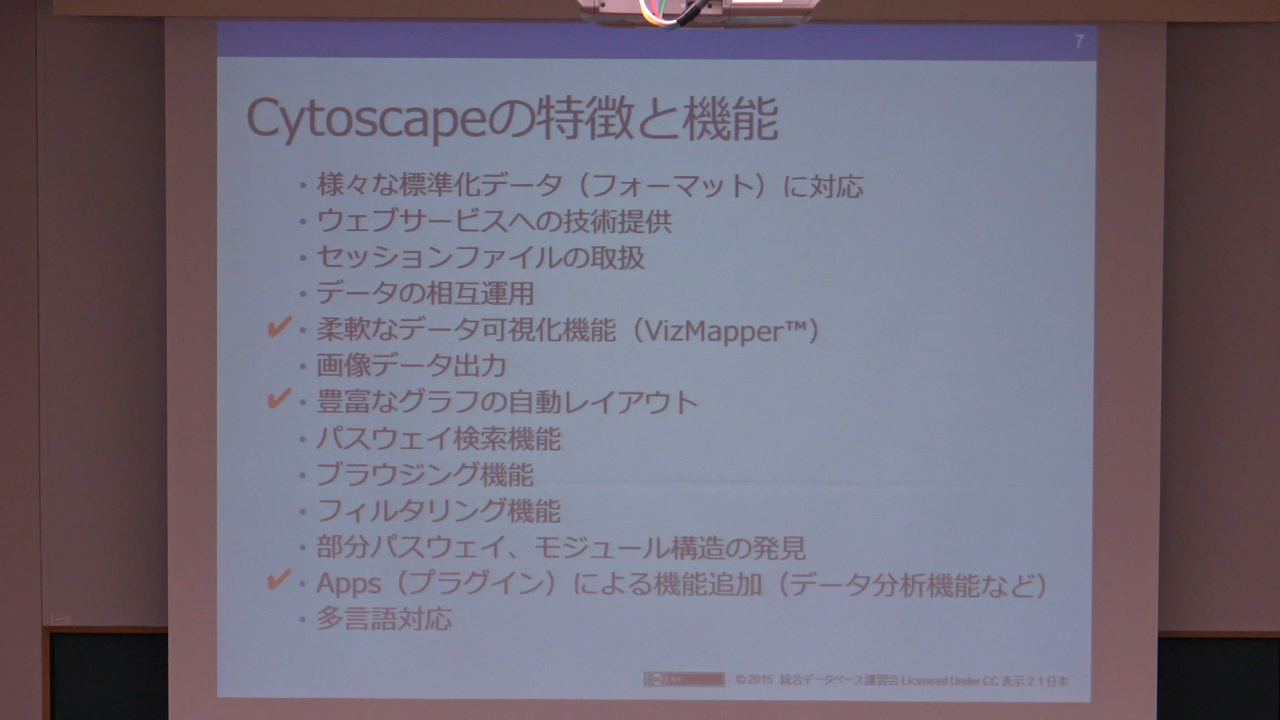 7
Cytoscapeの特徴と機能
・様々な標準化データ（フォーマット）に対応
・ウェブサービスへの技術提供
・セッションファイルの取扱
・データの相互運用
✔・柔軟なデータ可視化機能（VizMapper™）
・画像データ出力
✔・豊富なグラフの自動レイアウト
・パスウェイ検索機能
・ブラウジング機能
・フィルタリング機能
・部分パスウェイ、モジュール構造の発見
✔・Apps（プラグイン）による機能追加（データ分析機能など）
・多言語対応
© 2015 統合データベース講習会 Licensed Under CC 表示 2.1 日本